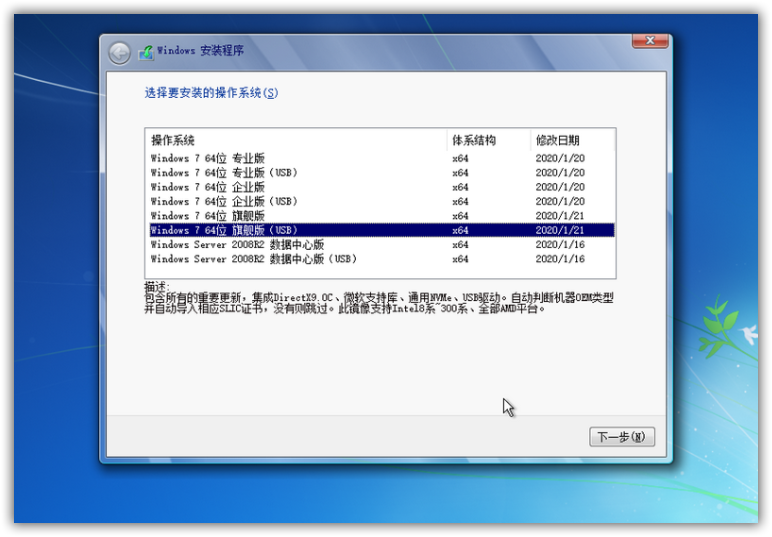 Windows 安装程序
选择要安装的操作系统(S)
操作系统 体系结构 修改日期
Windows 7 64位 专业版 x64 2020/1/20
Windows 7 64位 专业版(USB) x64 2020/1/20
Windows 7 64位 企业版 x64 2020/1/20
Windows 7 64位 企业版(USB) x64 2020/1/20
Windows 7 64位 旗舰版 x64 2020/1/21
Windows 7 64位 旗舰版(USB) x64 2020/1/21
Windows Server 2008R2 数据中心版 x64 2020/1/16
Windows Server 2008R2 数据中心版(USB) x64 2020/1/16
描述:
包含所有的重要更新，集成DirectX9.0C、微软支持库、通用NVMe、USB驱动。自动判断机器OEM类型
并自动导入相应SLIC证书，没有则跳过。此镜像支持Intel8系~300系、全部AMD平台。
下一步(N)